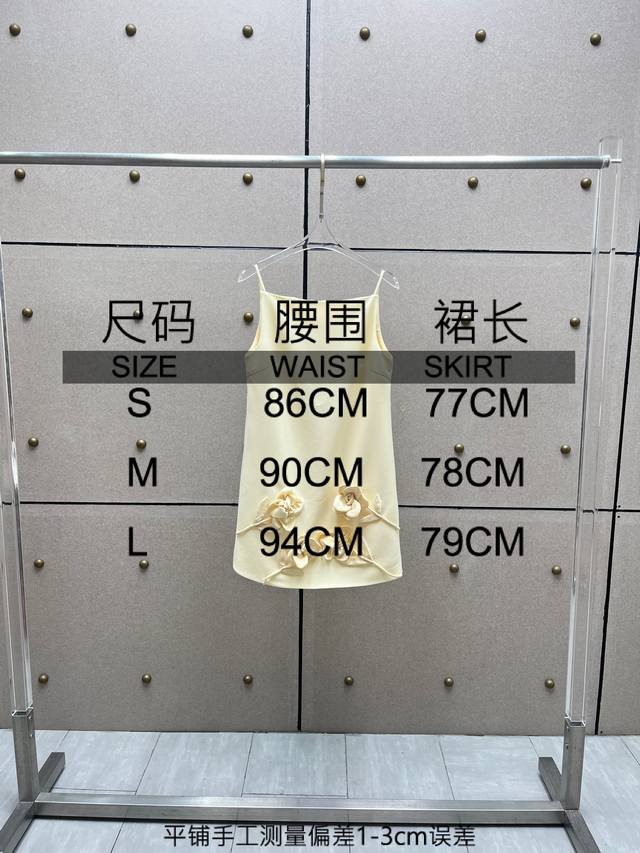 尺码 腰围 裙长
SIZE WAIST SKIRT
S 86CM 77CM
M 90CM 78CM
L 94CM 79CM
平铺手工测量偏差1-3cm误差